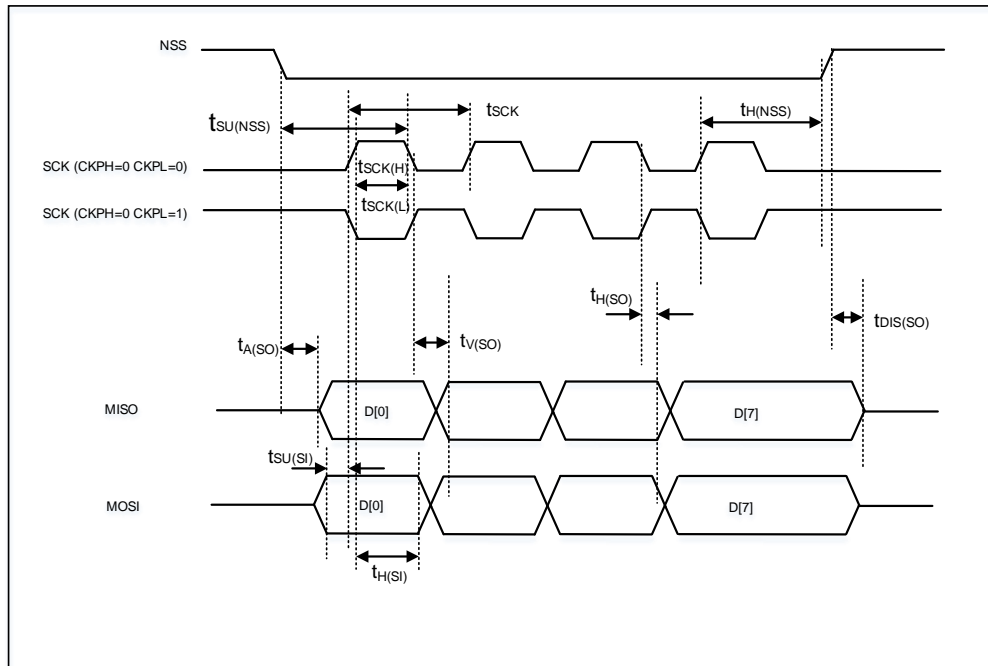 NSS
tSCK
tH(NSS)
tSU(NSS)
SCK (CKPH=0 CKPL=0)
tSCK(H)
tSCK(L)
SCK (CKPH=0 CKPL=1)
tH(SO)
tDIS(SO)
tA(SO)
tV(SO)
MISO
D[0]
D[7]
tSU(SI)
MOSI
D[0]
D[7]
tH(SI)